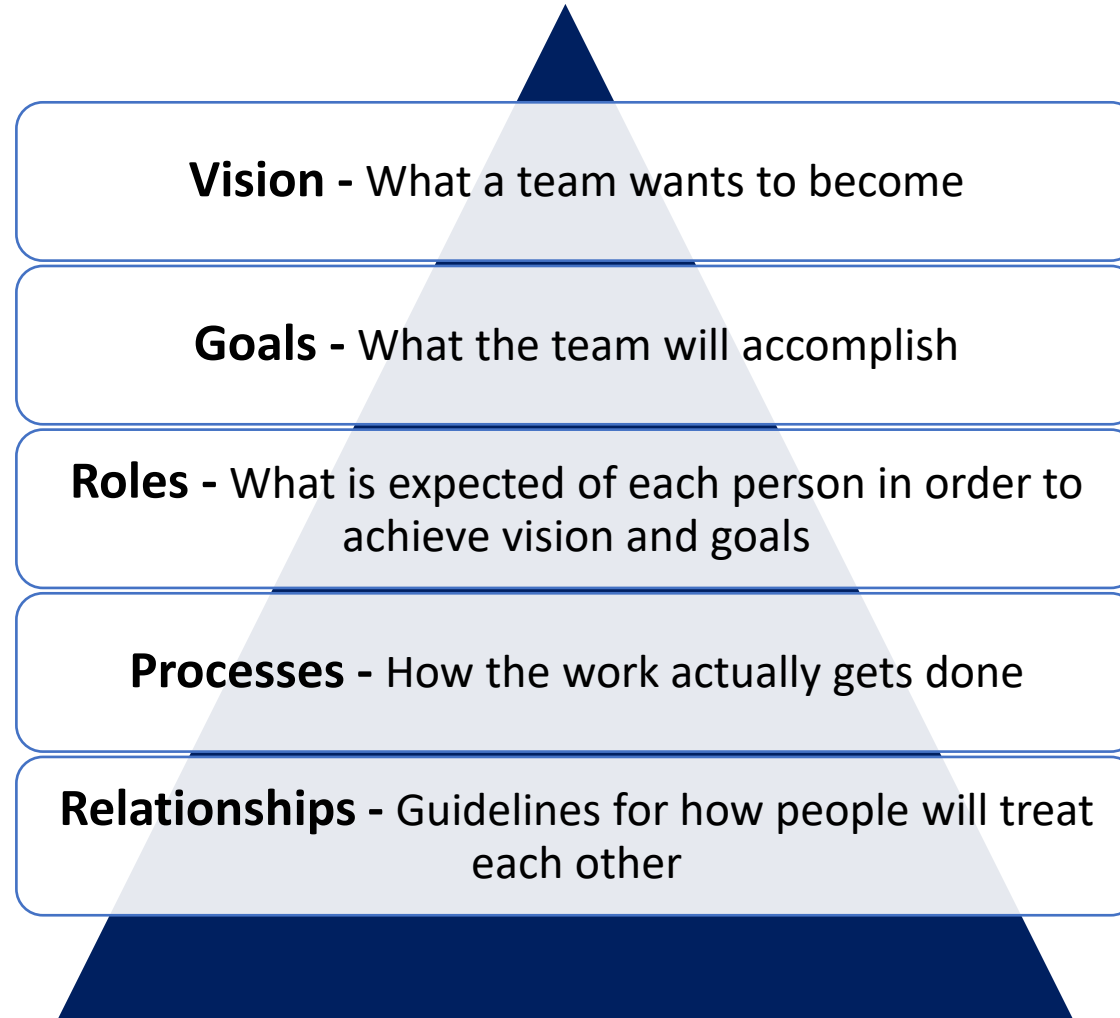 Vision - What a team wants to become
Goals - What the team will accomplish
Roles - What is expected of each person in order to
achieve vision and goals
Processes - How the work actually gets done
Relationships - Guidelines for how people will treat
each other